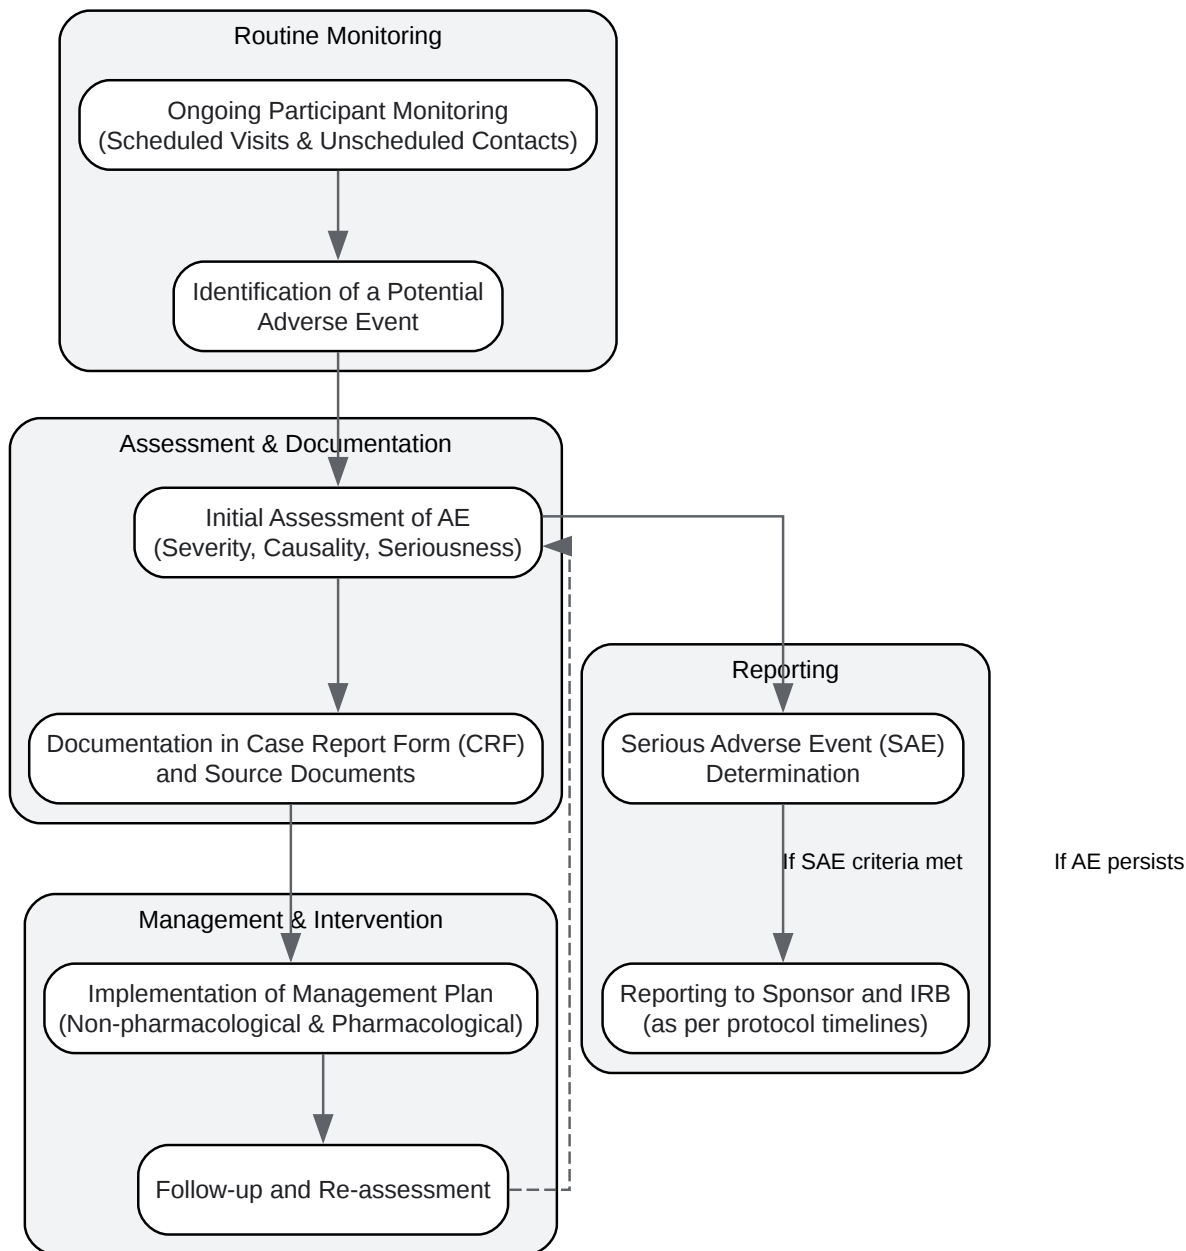 Routine Monitoring
Ongoing Participant Monitoring
(Scheduled Visits & Unscheduled Contacts)
Identification of a Potential
Adverse Event
Assessment & Documentation
Initial Assessment of AE
(Severity, Causality, Seriousness)
Documentation in Case Report Form (CRF)
and Source Documents
Reporting
Serious Adverse Event (SAE)
Determination
If SAE criteria met
If AE persists
Management & Intervention
Implementation of Management Plan
(Non-pharmacological & Pharmacological)
Reporting to Sponsor and IRB
(as per protocol timelines)
Follow-up and Re-assessment